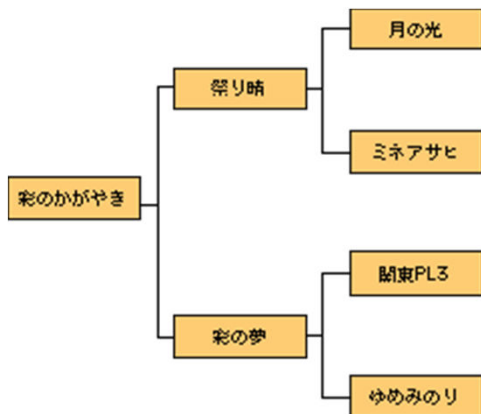 月の光
祭り晴
ミネアサヒ
彩のかがやき
関東PL3
彩の夢
ゆめみのり